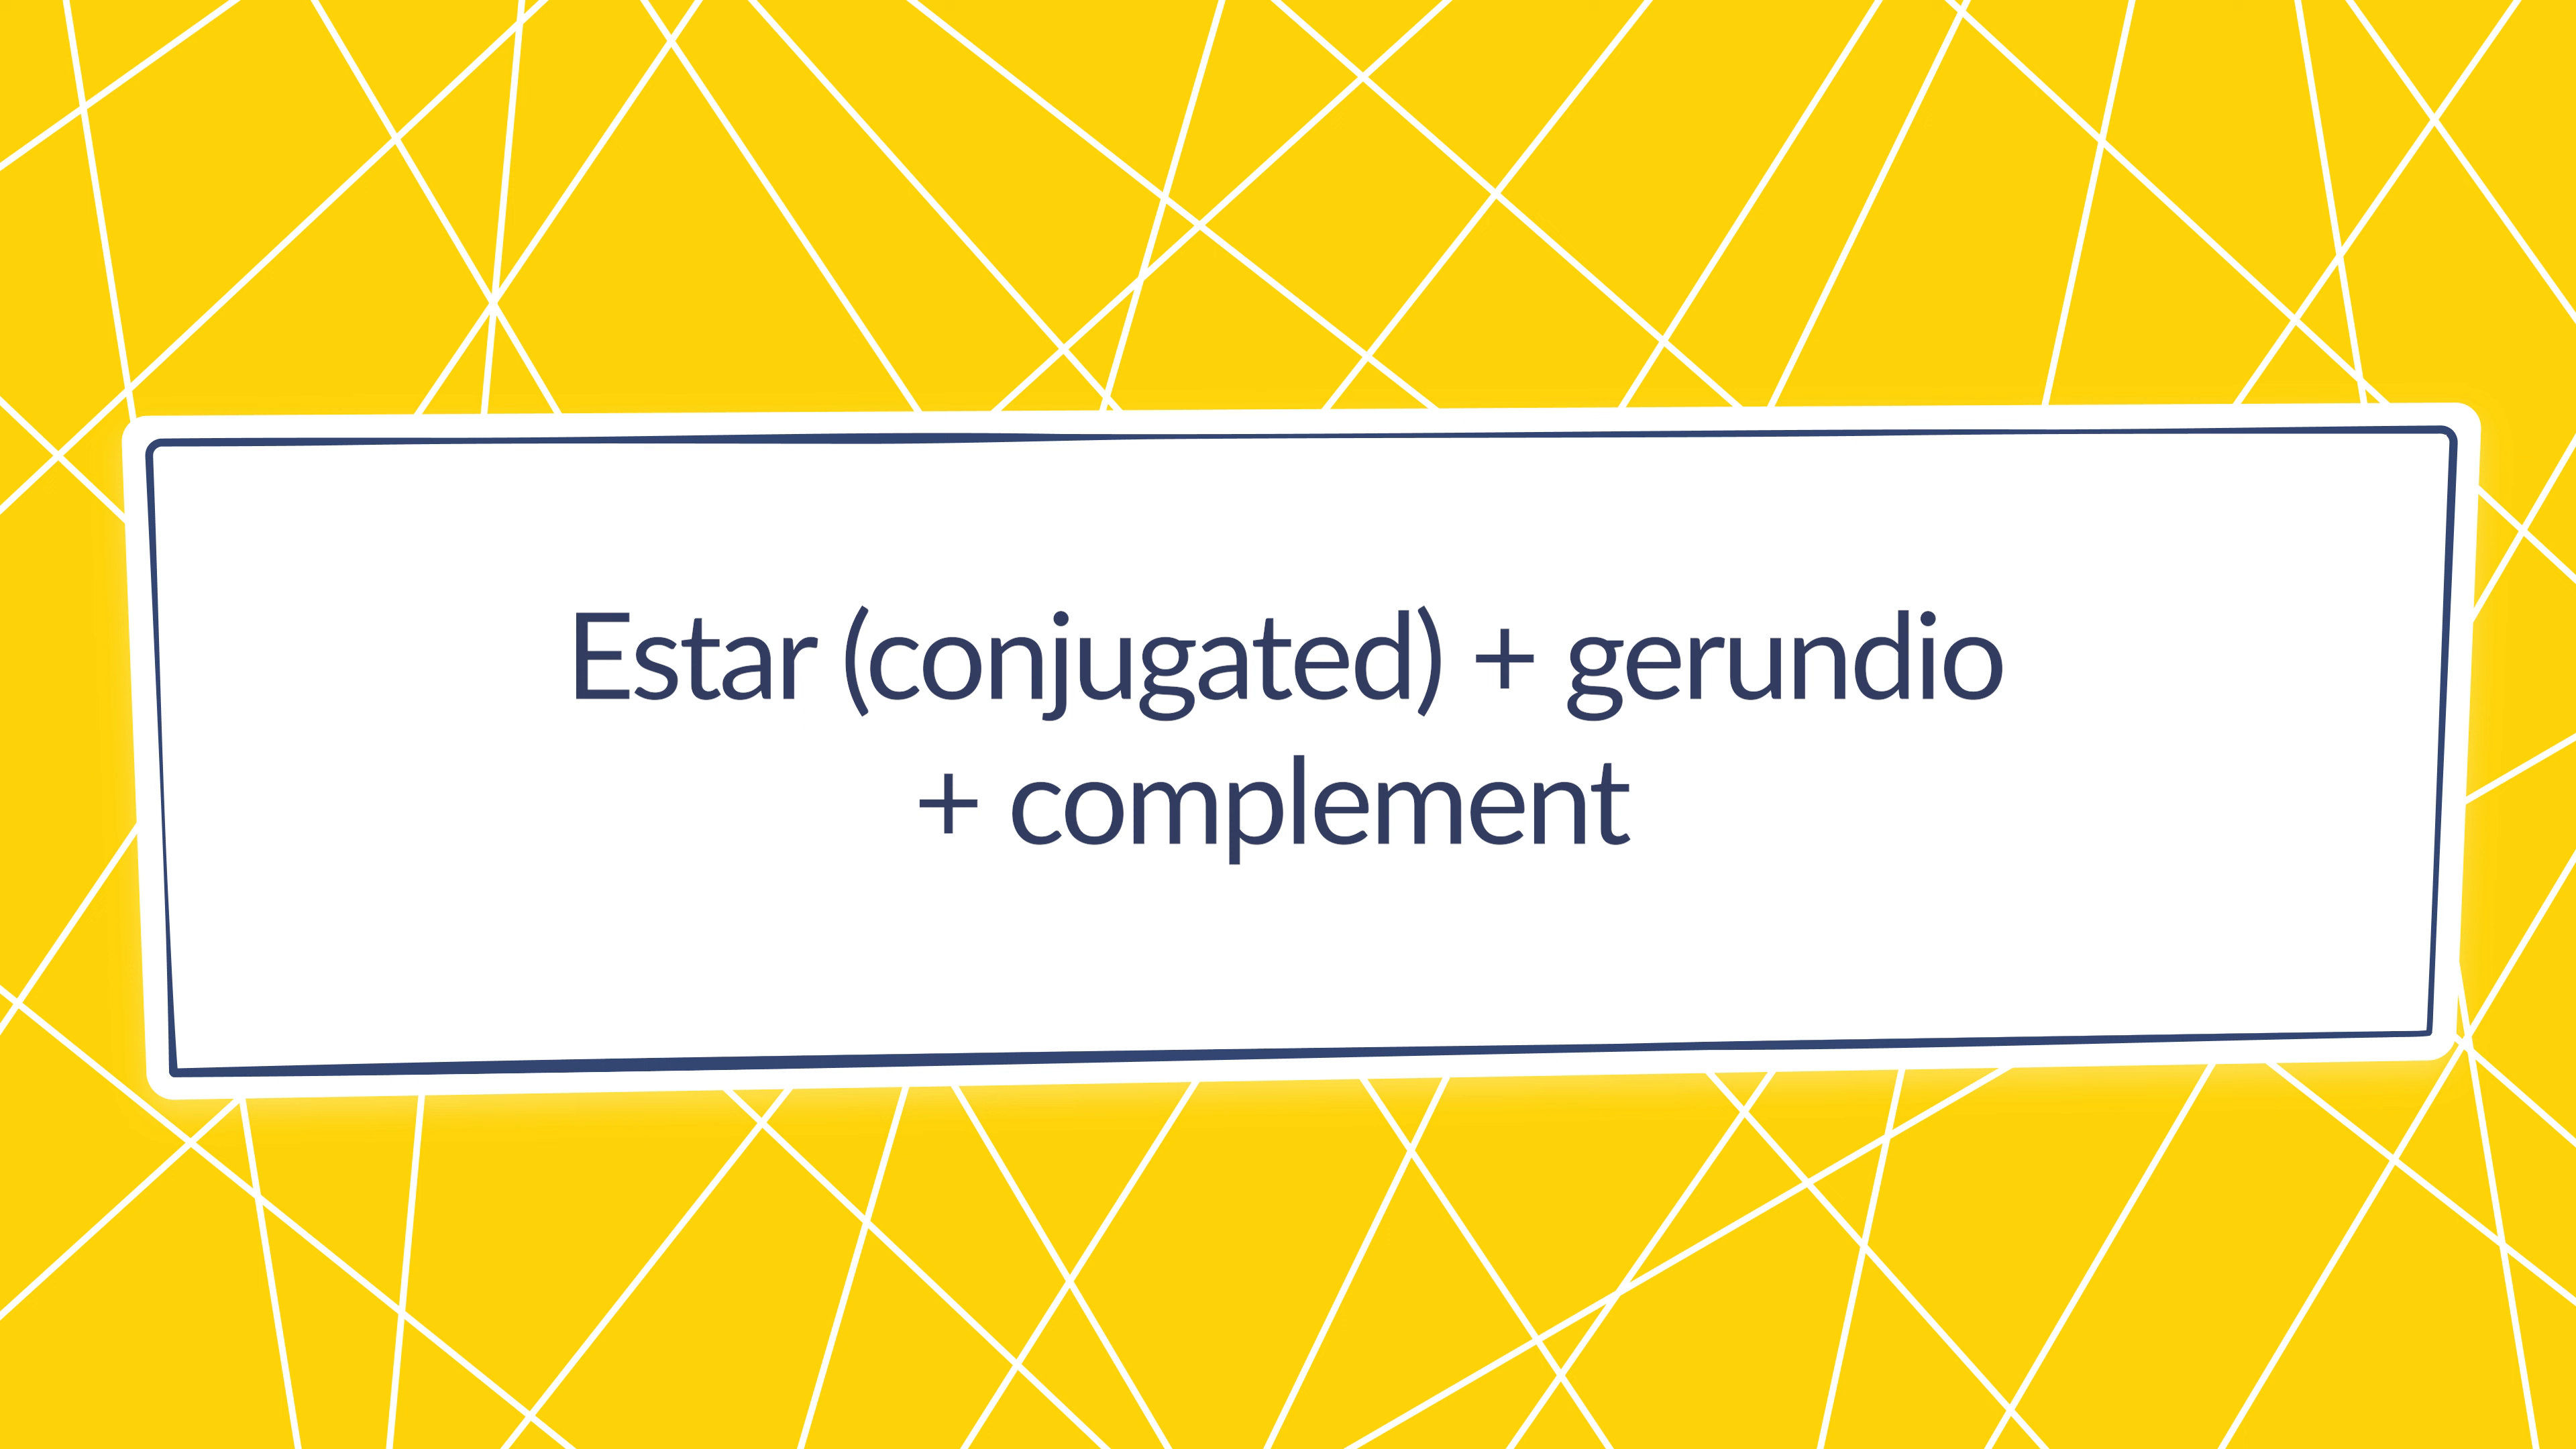 Estar (conjugated) + gerundio
+ complement